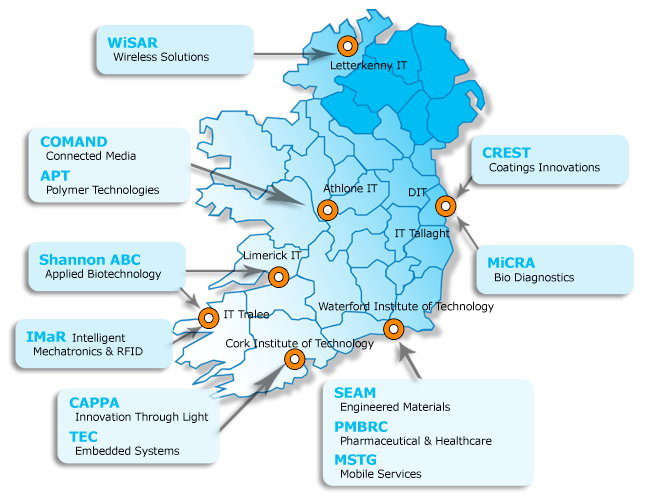 WiSAR
Wireless Solutions
Letterkenny IT
COMAND
Connected Media
APT
Polymer Technologies
CREST
Coatings Innovations
Athlone IT
DIT
IT Tallaght
Shannon ABC
Applied Biotechnology
Limerick IT
MiCRA
Bio Diagnostics
IT Tralee
Waterford Institute of Technology
IMaR Intelligent
Mechatronics & RFID
Cork Institute of Technology
CAPPA
Innovation Through Light
TEC
Embedded Systems
SEAM
Engineered Materials
PMBRC
Pharmaceutical & Healthcare
MSTG
Mobile Services